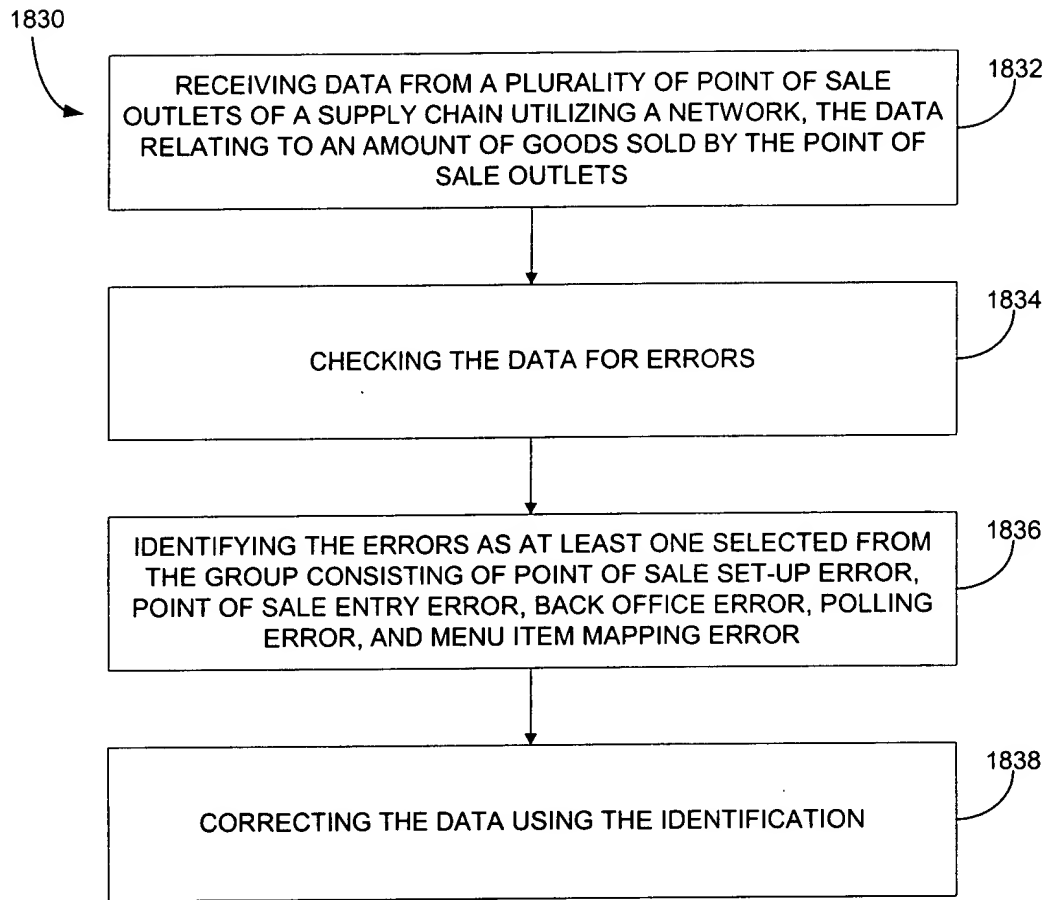 1830
RECEIVING DATA FROM A PLURALITY OF POINT OF SALE
OUTLETS OF A SUPPLY CHAIN UTILIZING A NETWORK, THE DATA
RELATING TO AN AMOUNT OF GOODS SOLD BY THE POINT OF
SALE OUTLETS
1832
CHECKING THE DATA FOR ERRORS
1834
IDENTIFYING THE ERRORS AS AT LEAST ONE SELECTED FROM
THE GROUP CONSISTING OF POINT OF SALE SET-UP ERROR,
POINT OF SALE ENTRY ERROR, BACK OFFICE ERROR, POLLING
ERROR, AND MENU ITEM MAPPING ERROR
1836
CORRECTING THE DATA USING THE IDENTIFICATION
1838